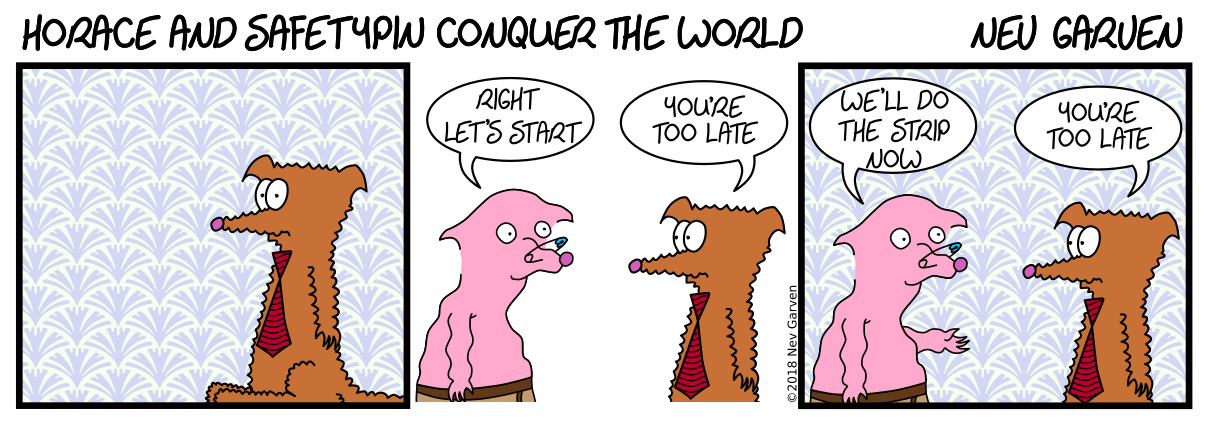 HORACE AND SAFETYPIN CONQUER THE WORLD
NEV GARVEN
RIGHT
LET'S START
YOU'RE
TOO LATE
©2018 Nev Garven
WE'LL DO
THE STRIP
NOW
YOU'RE
TOO LATE